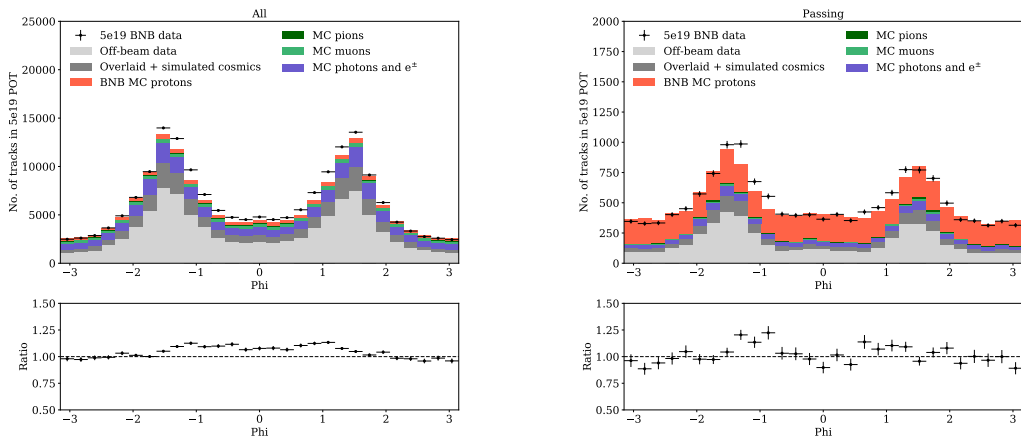 All
No. of tracks in 5e19 POT
25000
20000
15000
10000
5000
0
5e19 BNB data
Off-beam data
Overlaid + simulated cosmics
BNB MC protons
MC pions
MC muons
MC photons and e±
−3 −2 −1 0 1 2 3
Phi
Ratio
1.50
1.25
1.00
0.75
0.50
−3 −2 −1 0 1 2 3
Phi
Passing
No. of tracks in 5e19 POT
2000
1750
1500
1250
1000
750
500
250
0
5e19 BNB data
Off-beam data
Overlaid + simulated cosmics
BNB MC protons
MC pions
MC muons
MC photons and e±
−3 −2 −1 0 1 2 3
Phi
Ratio
1.50
1.25
1.00
0.75
0.50
−3 −2 −1 0 1 2 3
Phi